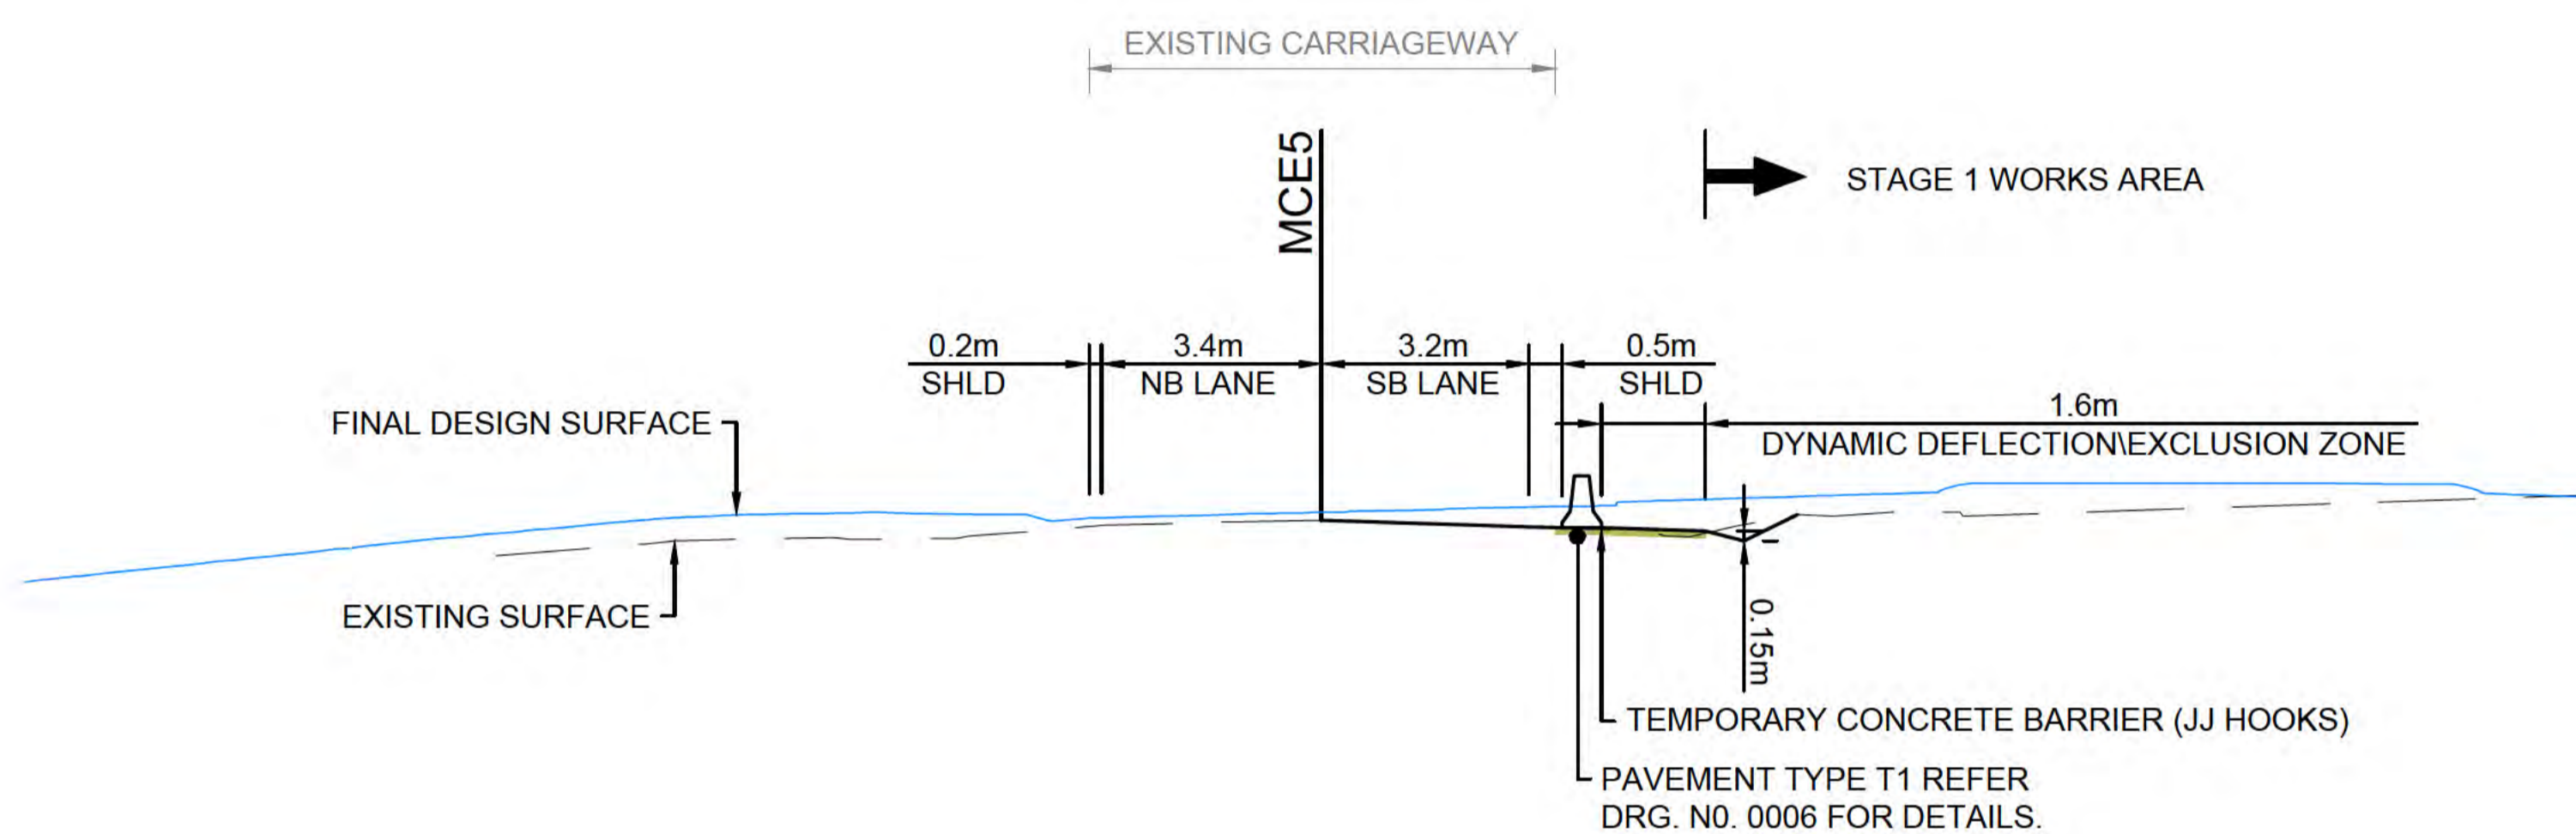 EXISTING CARRIAGEWAY
MCE5
STAGE 1 WORKS AREA
0.2m
SHLD
3.4m
NB LANE
3.2m
SB LANE
0.5m
SHLD
1.6m
DYNAMIC DEFLECTION\EXCLUSION ZONE
FINAL DESIGN SURFACE
EXISTING SURFACE
0.15m
TEMPORARY CONCRETE BARRIER (JJ HOOKS)
PAVEMENT TYPE T1 REFER
DRG. N0. 0006 FOR DETAILS.